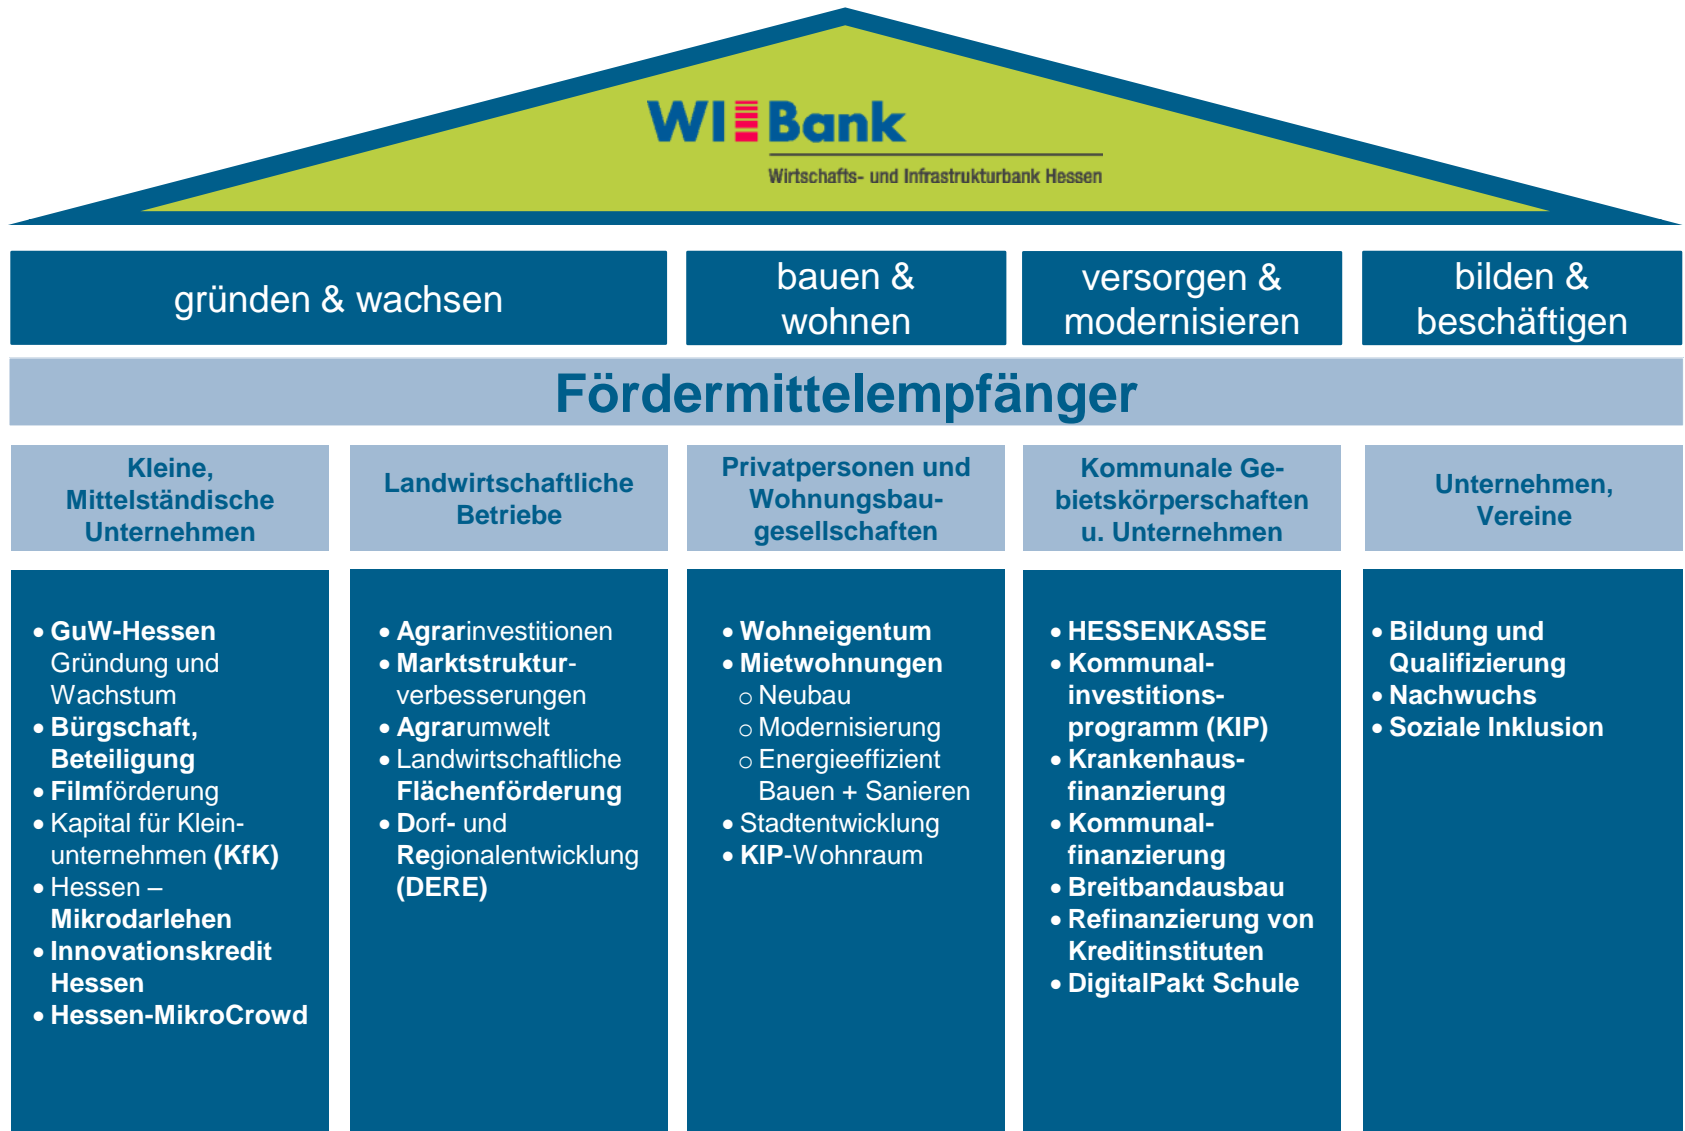 WI Bank
Wirtschafts- und Infrastrukturbank Hessen
gründen & wachsen
bauen &
wohnen
versorgen &
modernisieren
bilden &
beschäftigen
Fördermittelempfänger
Kleine,
Mittelständische
Unternehmen
Landwirtschaftliche
Betriebe
Privatpersonen und
Wohnungsbau-
gesellschaften
Kommunale Ge-
bietskörperschaften
u. Unternehmen
Unternehmen,
Vereine
• GuW-Hessen
Gründung und
Wachstum
• Bürgschaft,
Beteiligung
• Filmförderung
• Kapital für Klein-
unternehmen (KfK)
• Hessen –
Mikrodarlehen
• Innovationskredit
Hessen
• Hessen-MikroCrowd
• Agrarinvestitionen
• Marktstruktur-
verbesserungen
• Agrarumwelt
• Landwirtschaftliche
Flächenförderung
• Dorf- und
Regionalentwicklung
(DERE)
• Wohneigentum
• Mietwohnungen
○ Neubau
○ Modernisierung
○ Energieeffizient
Bauen + Sanieren
• Stadtentwicklung
• KIP-Wohnraum
• HESSENKASSE
• Kommunal-
investitions-
programm (KIP)
• Krankenhaus-
finanzierung
• Kommunal-
finanzierung
• Breitbandausbau
• Refinanzierung von
Kreditinstituten
• DigitalPakt Schule
• Bildung und
Qualifizierung
• Nachwuchs
• Soziale Inklusion